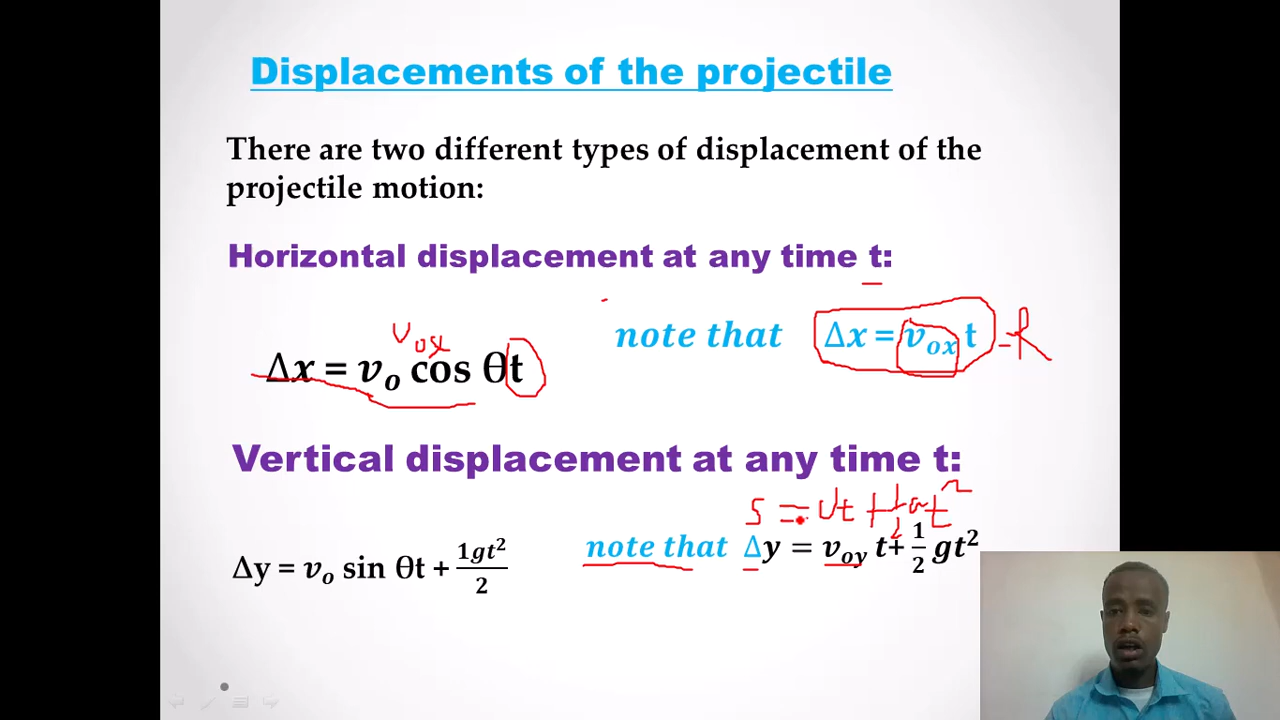 Displacements of the projectile
There are two different types of displacement of the
projectile motion:
Horizontal displacement at any time t:
Vox
note that Δx = vox t = R
Δx = vo cos θt
Vertical displacement at any time t:
S = Ut + 1/2 at²
note that Δy = voy t+ 1/2 gt²
Δy = vo sin θt + 1gt²/2